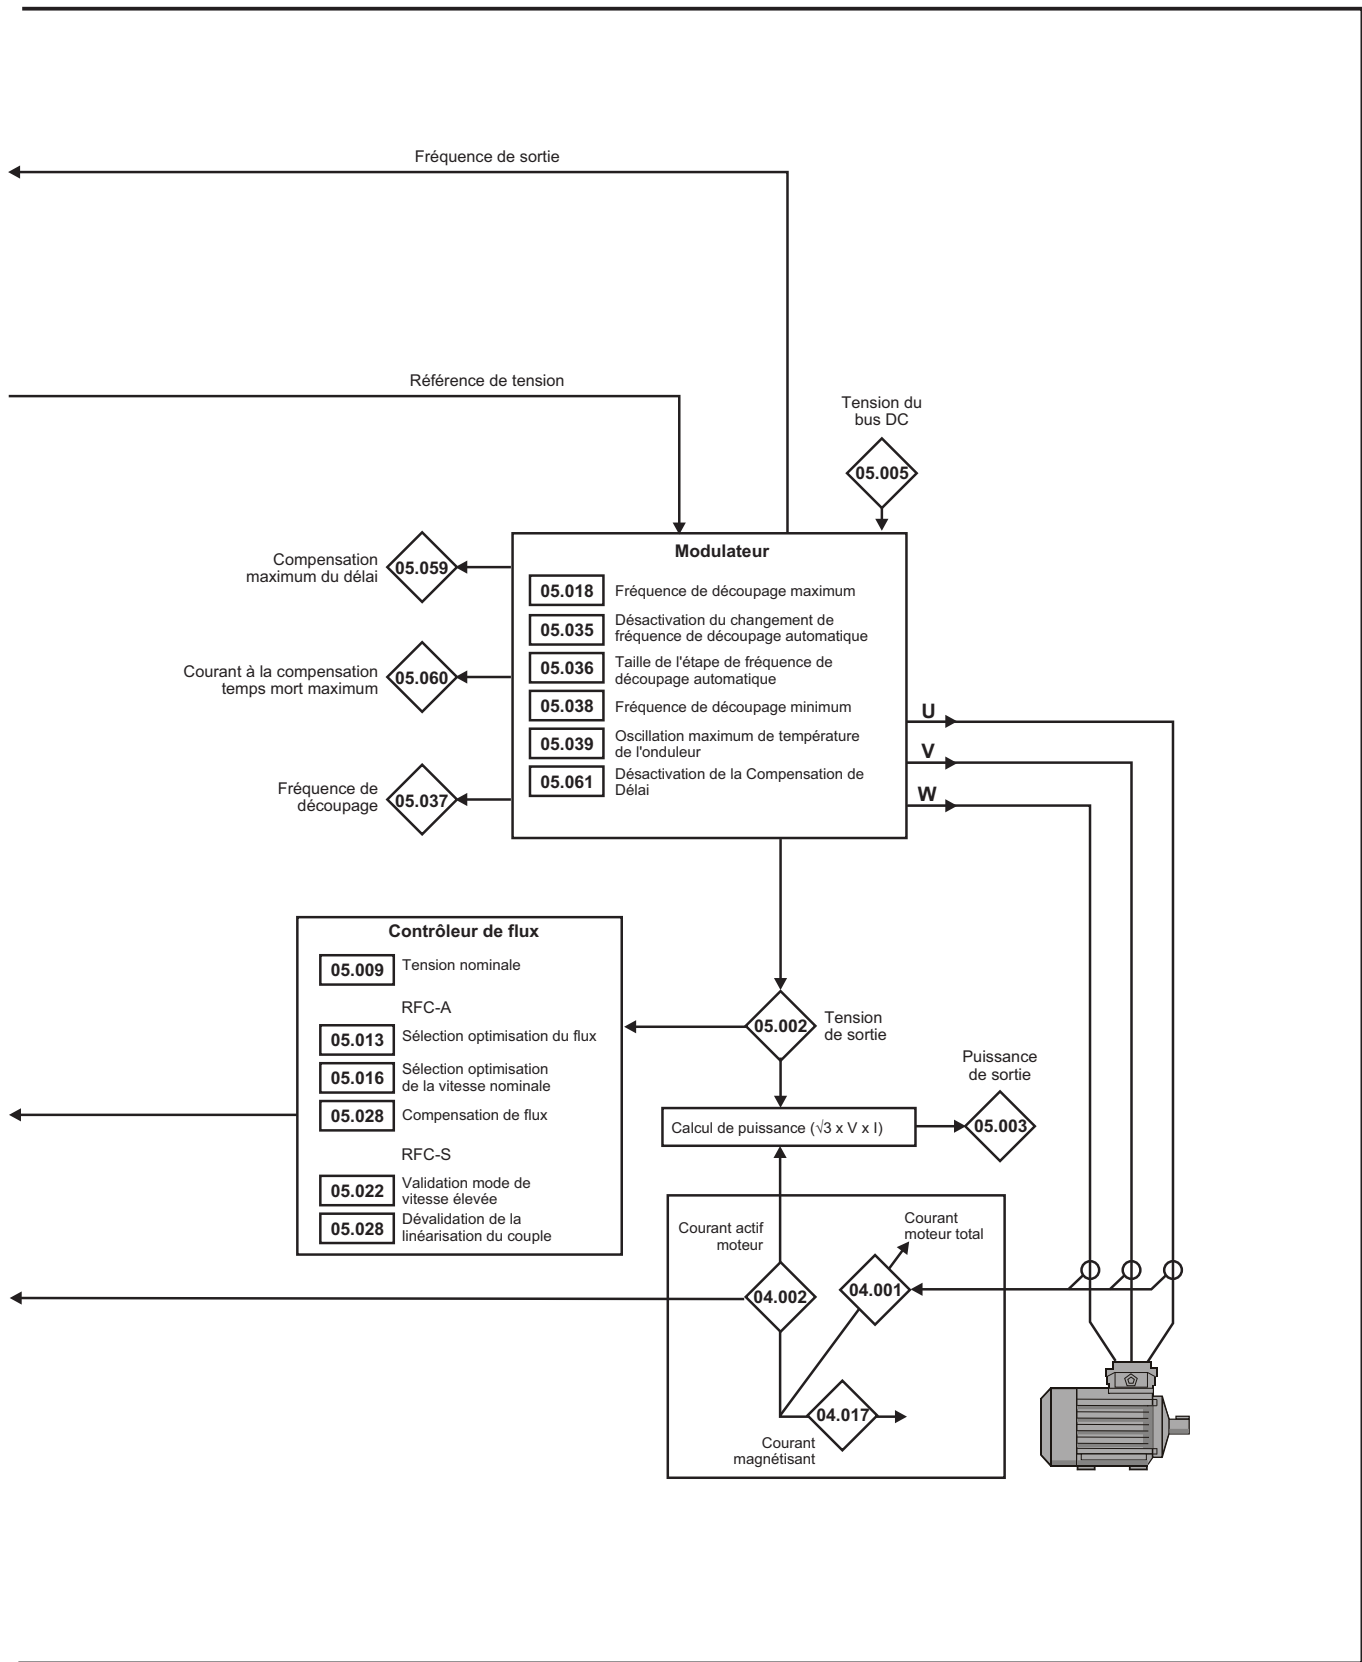 Fréquence de sortie
Référence de tension
Tension du
bus DC
05.005
Modulateur
Compensation
maximum du délai
05.059
05.018 Fréquence de découpage maximum
05.035 Désactivation du changement de
fréquence de découpage automatique
Courant à la compensation
temps mort maximum
05.060
05.036 Taille de l'étape de fréquence de
découpage automatique
05.038 Fréquence de découpage minimum
05.039 Oscillation maximum de température
de l'onduleur
05.061 Désactivation de la Compensation de
Délai
Fréquence de
découpage
05.037
U
V
W
Contrôleur de flux
05.009 Tension nominale
RFC-A
05.013 Sélection optimisation du flux
05.016 Sélection optimisation
de la vitesse nominale
05.028 Compensation de flux
RFC-S
05.022 Validation mode de
vitesse élevée
05.028 Dévalidation de la
linéarisation du couple
05.002
Tension
de sortie
Puissance
de sortie
05.003
Calcul de puissance (√3 x V x I)
Courant actif
moteur
Courant
moteur total
04.002
04.001
04.017
Courant
magnétisant